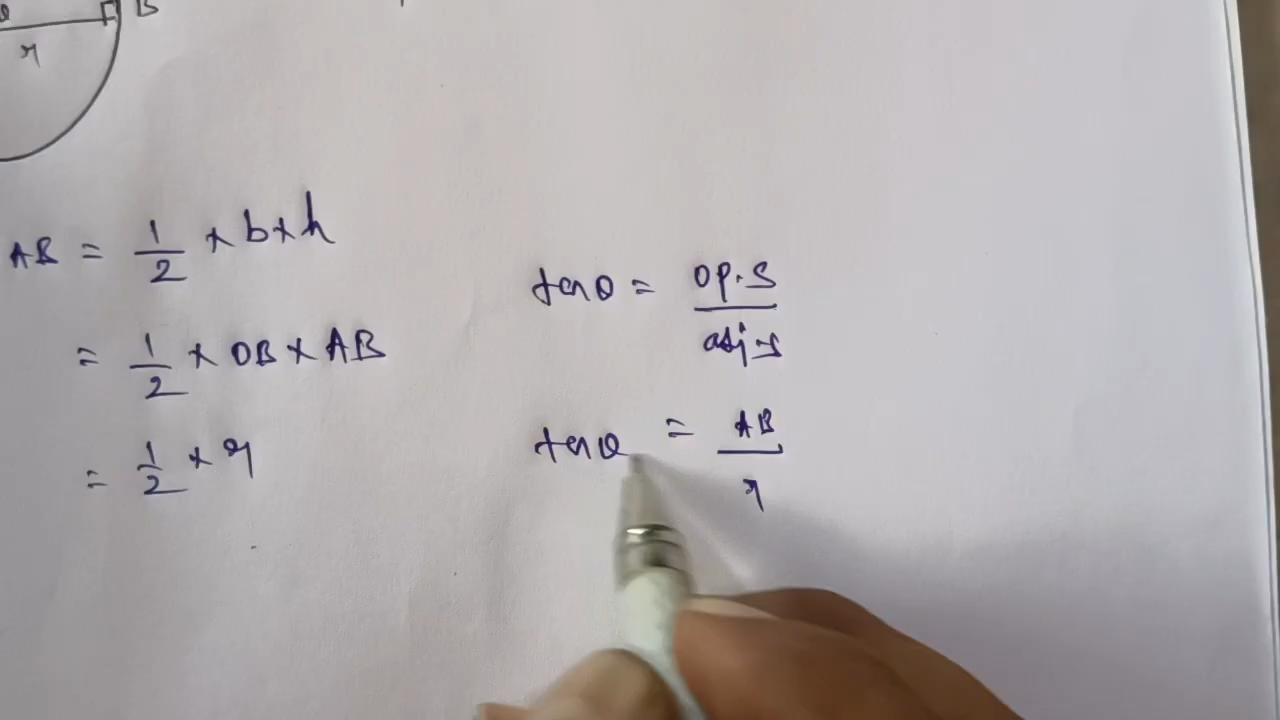 B
r
AB = 1/2 × b × h
= 1/2 × OB × AB
= 1/2 × r
tanθ = op.s/adj.s
tanθ = AB/r